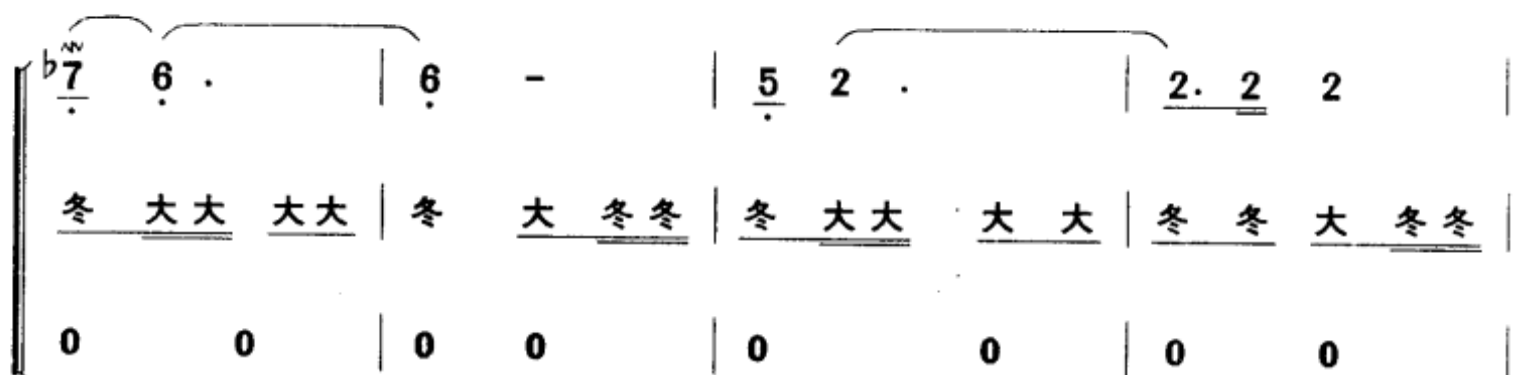 ♭7 6 . | 6 - | 5 2 . | 2. 2 2 |
冬 大大 大大 | 冬 大 冬冬 | 冬 大大 大 大 | 冬 冬 大 冬冬 |
0 0 | 0 0 | 0 0 | 0 0 |